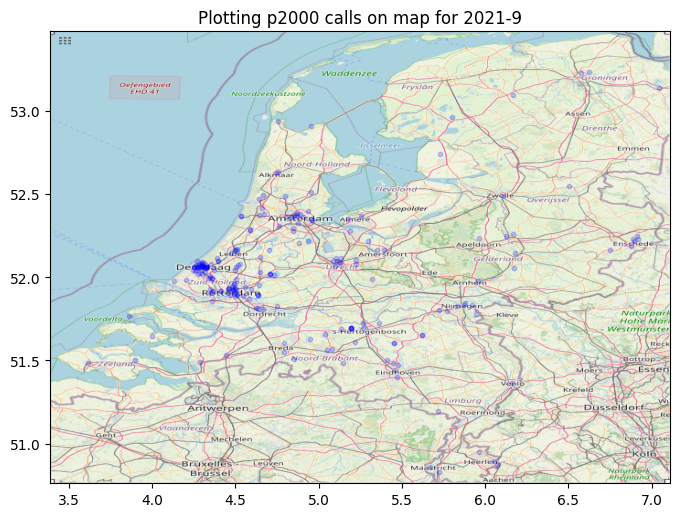 Plotting p2000 calls on map for 2021-9
Waddenzee
Oefengebied
EHD 41
Noordzeekustzone
Fryslân
Groningen
53.0
Assen
Drenthe
IJsselmeer
Emmen
Noord-Holland
Alkmaar
Flevoland
Zwolle
52.5
Overijssel
Flevopolder
Amsterdam
Almere
Enschede
Apeldoorn
Leiden
Amersfoort
Gelderland
Den Haag
Utrecht
52.0
Ede
Zuid-Holland
Arnhem
Rotterdam
Nijmegen
Dordrecht
Kleve
Voordelta
Naturpark
Hohe Mark
's-Hertogenbosch
Breda
Noord-Brabant
Bottrop
51.5
Zeeland
Moers
Essen
Eindhoven
Venlo
Krefeld
Limburg
Antwerpen
Düsseldorf
Roermond
Gent
Vlaanderen
Mechelen
51.0
Leverkusen
Köln
Bruxelles -
Brussel
Leuven
Maastricht
Heerlen
Aachen
Naturpark
Rheinland
3.5 4.0 4.5 5.0 5.5 6.0 6.5 7.0